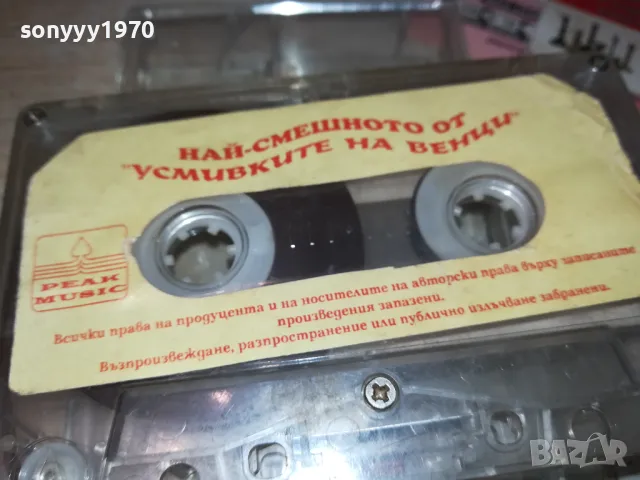 sonyyy1970
НАЙ-СМЕШНОТО ОТ
"УСМИВКИТЕ НА ВЕНЦИ"
PEAK
MUSIC
Всички права на продуцента и на носителите на авторски права върху записаните
произведения запазени.
Възпроизвеждане, разпространение или публично излъчване забранени.
BAZAR